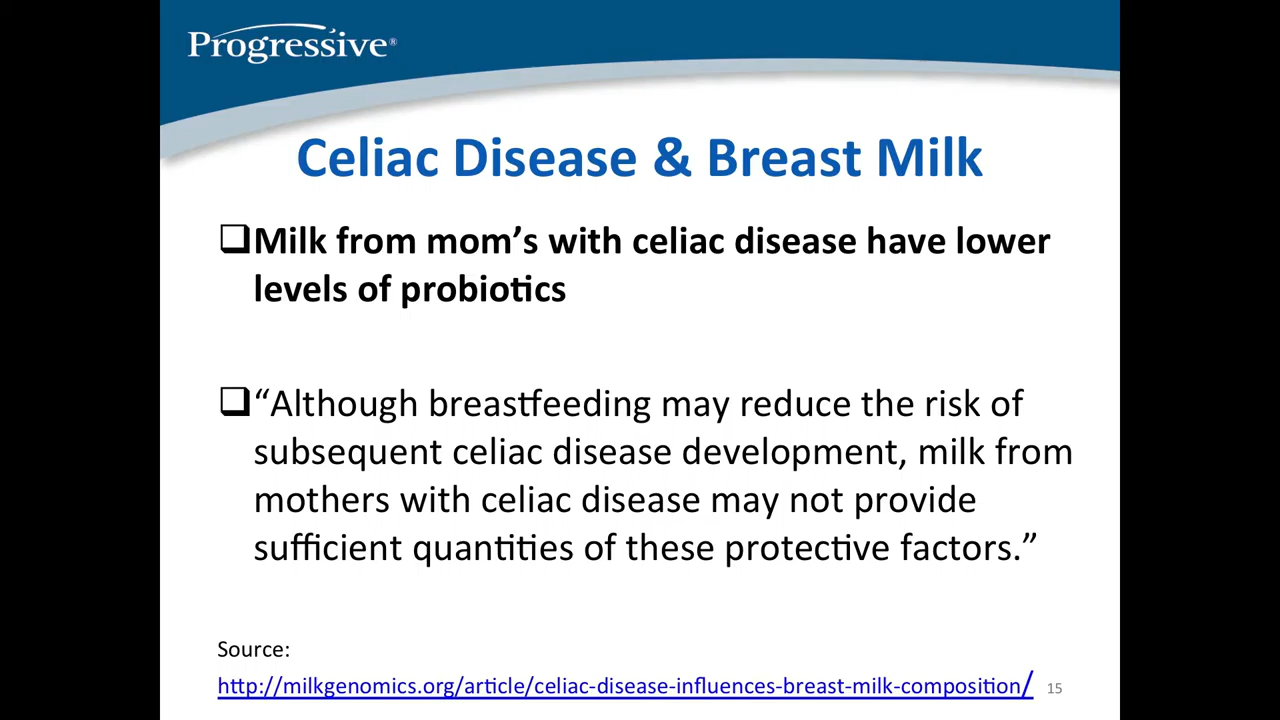 Progressive®
Celiac Disease & Breast Milk
❑Milk from mom’s with celiac disease have lower
levels of probiotics
❑“Although breastfeeding may reduce the risk of
subsequent celiac disease development, milk from
mothers with celiac disease may not provide
sufficient quantities of these protective factors.”
Source:
http://milkgenomics.org/article/celiac-disease-influences-breast-milk-composition/ 15